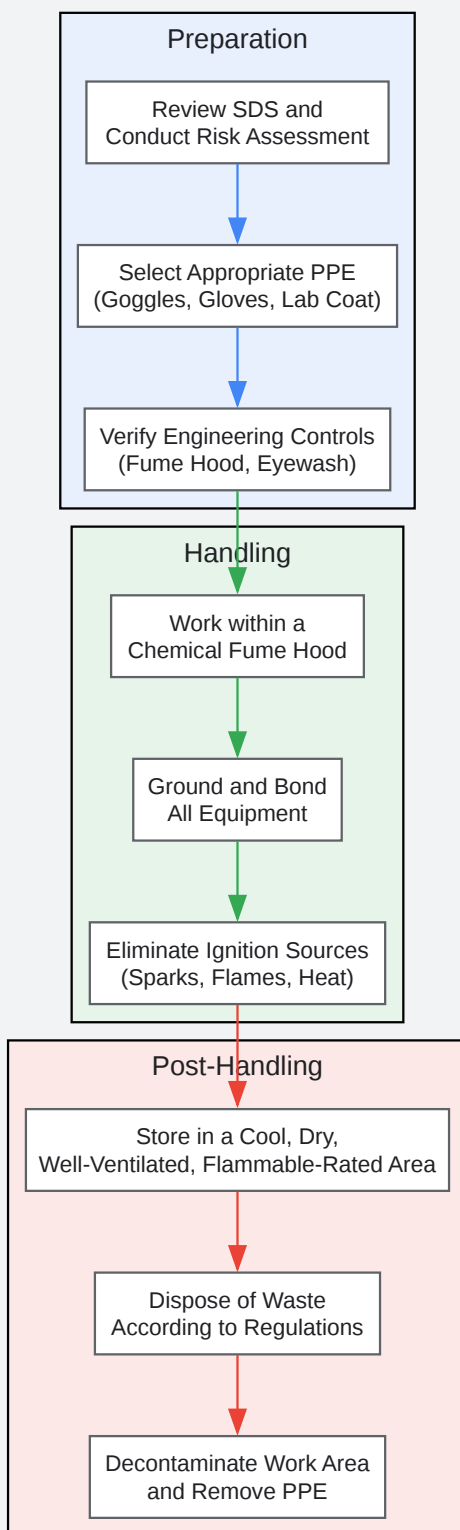 Preparation
Review SDS and
Conduct Risk Assessment
Select Appropriate PPE
(Goggles, Gloves, Lab Coat)
Verify Engineering Controls
(Fume Hood, Eyewash)
Handling
Work within a
Chemical Fume Hood
Ground and Bond
All Equipment
Eliminate Ignition Sources
(Sparks, Flames, Heat)
Post-Handling
Store in a Cool, Dry,
Well-Ventilated, Flammable-Rated Area
Dispose of Waste
According to Regulations
Decontaminate Work Area
and Remove PPE